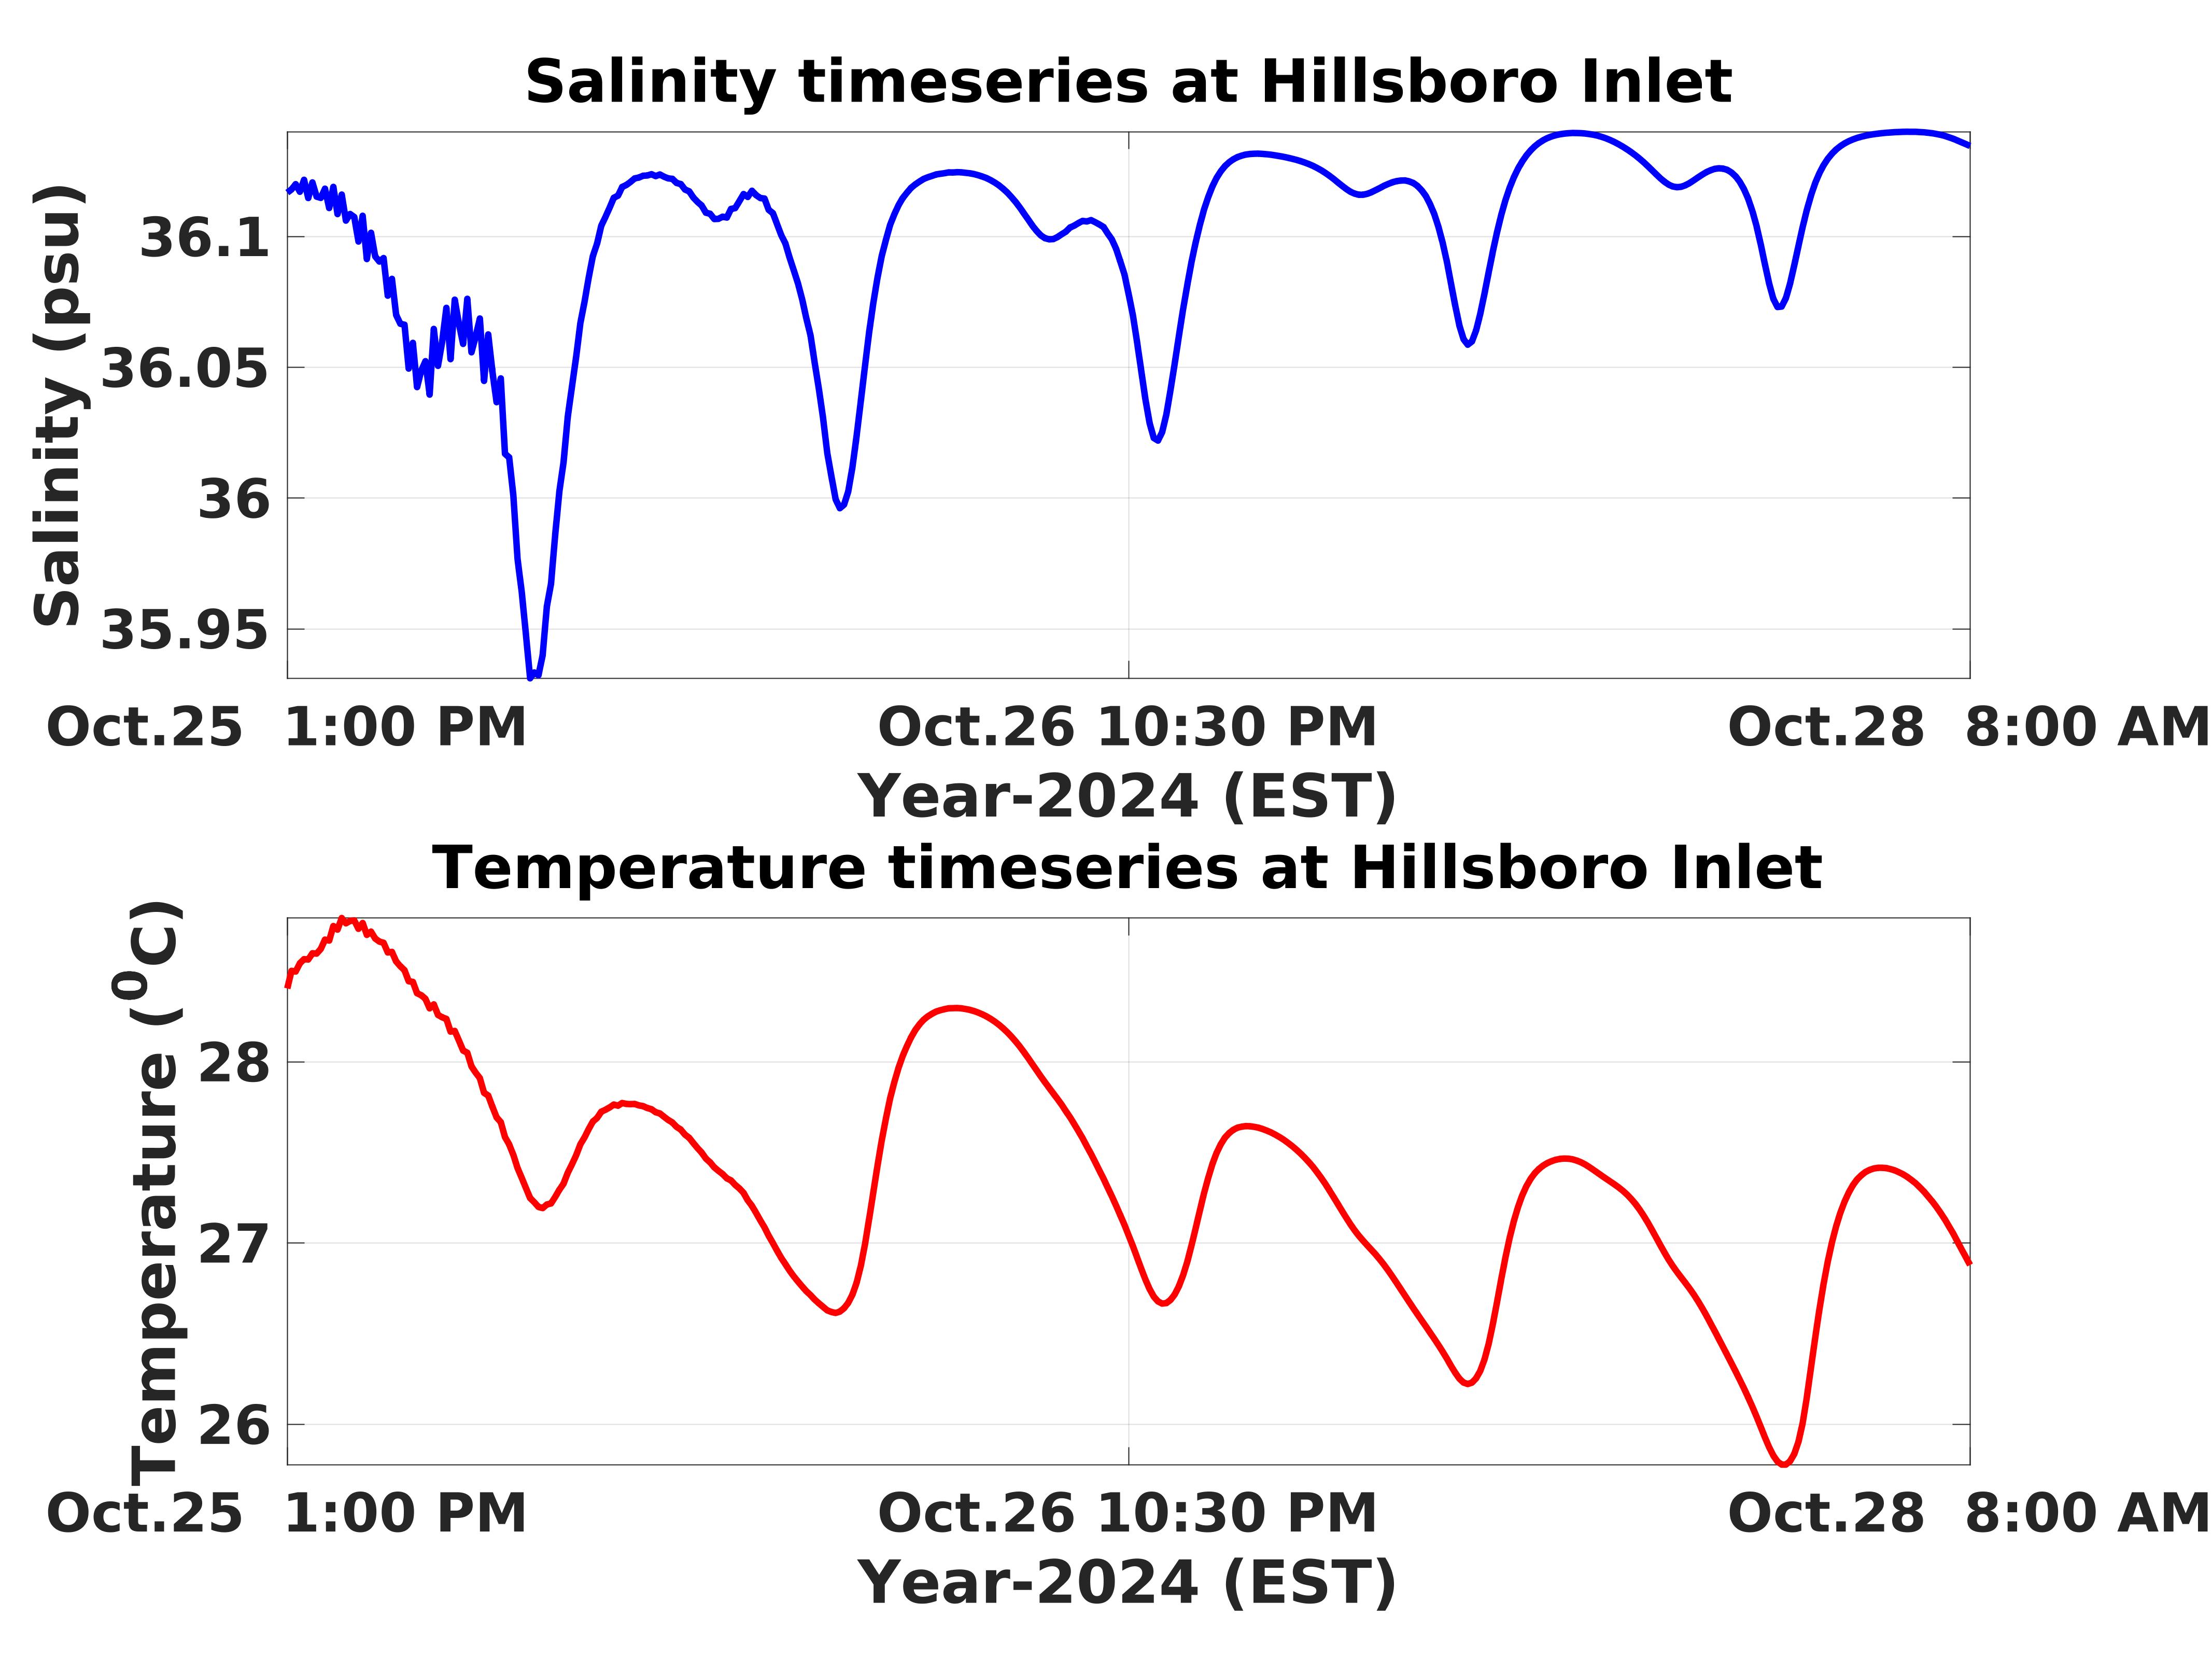 Salinity timeseries at Hillsboro Inlet
Salinity (psu)
36.1
36.05
36
35.95
Oct.25  1:00 PM
Oct.26 10:30 PM
Oct.28  8:00 AM
Year-2024 (EST)
Temperature timeseries at Hillsboro Inlet
Temperature (⁰C)
28
27
26
Oct.25  1:00 PM
Oct.26 10:30 PM
Oct.28  8:00 AM
Year-2024 (EST)